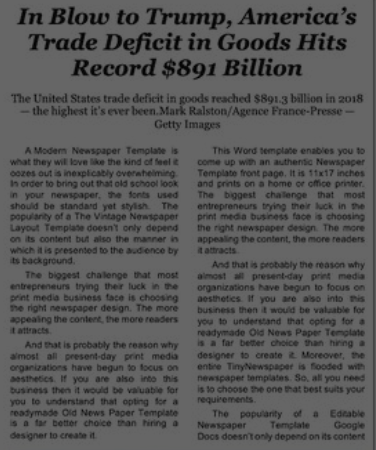 In Blow to Trump, America's
Trade Deficit in Goods Hits
Record $891 Billion
The United States trade deficit in goods reached $891.3 billion in 2018
— the highest it's ever been.Mark Ralston/Agence France-Presse —
Getty Images
A Modern Newspaper Template is
what they will love like the kind of feel it
oozes out is inexplicably overwhelming.
In order to bring out that old school look
in your newspaper, the fonts used
should be standard yet stylish. The
popularity of a The Vintage Newspaper
Layout Template doesn't only depend
on its content but also the manner in
which it is presented to the audience by
its background.
The biggest challenge that most
entrepreneurs trying their luck in the
print media business face is choosing
the right newspaper design. The more
appealing the content, the more readers
it attracts.
And that is probably the reason why
almost all present-day print media
organizations have begun to focus on
aesthetics. If you are also into this
business then it would be valuable for
you to understand that opting for a
readymade Old News Paper Template
is a far better choice than hiring a
designer to create it.
This Word template enables you to
come up with an authentic Newspaper
Template front page. It is 11x17 inches
and prints on a home or office printer.
The biggest challenge that most
entrepreneurs trying their luck in the
print media business face is choosing
the right newspaper design. The more
appealing the content, the more readers
it attracts.
And that is probably the reason why
almost all present-day print media
organizations have begun to focus on
aesthetics. If you are also into this
business then it would be valuable for
you to understand that opting for a
readymade Old News Paper Template
is a far better choice than hiring a
designer to create it. Moreover, the
entire TinyNewspaper is flooded with
newspaper templates. So, all you need
is to choose the one that best suits your
requirements.
The popularity of a Editable
Newspaper Template Google
Docs doesn't only depend on its content